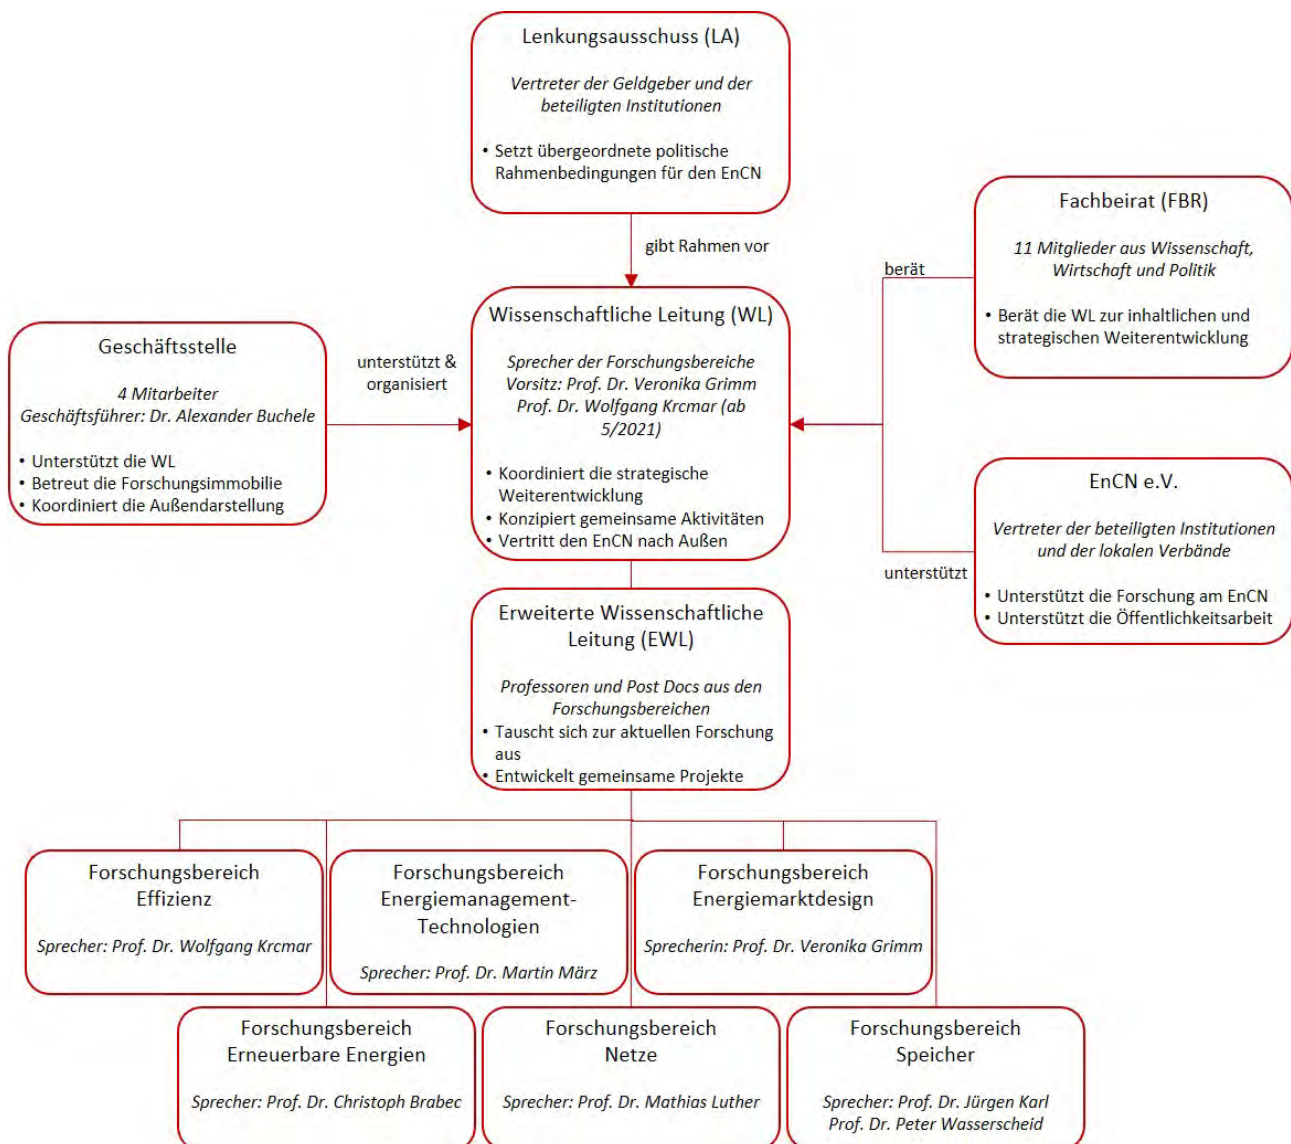 Lenkungsausschuss (LA)
Vertreter der Geldgeber und der
beteiligten Institutionen
• Setzt übergeordnete politische
Rahmenbedingungen für den EnCN
gibt Rahmen vor
Fachbeirat (FBR)
11 Mitglieder aus Wissenschaft,
Wirtschaft und Politik
• Berät die WL zur inhaltlichen und
strategischen Weiterentwicklung
berät
Geschäftsstelle
4 Mitarbeiter
Geschäftsführer: Dr. Alexander Buchele
• Unterstützt die WL
• Betreut die Forschungsimmobilie
• Koordiniert die Außendarstellung
unterstützt &
organisiert
Wissenschaftliche Leitung (WL)
Sprecher der Forschungsbereiche
Vorsitz: Prof. Dr. Veronika Grimm
Prof. Dr. Wolfgang Krcmar (ab
5/2021)
• Koordiniert die strategische
Weiterentwicklung
• Konzipiert gemeinsame Aktivitäten
• Vertritt den EnCN nach Außen
EnCN e.V.
Vertreter der beteiligten Institutionen
und der lokalen Verbände
• Unterstützt die Forschung am EnCN
• Unterstützt die Öffentlichkeitsarbeit
unterstützt
Erweiterte Wissenschaftliche
Leitung (EWL)
Professoren und Post Docs aus den
Forschungsbereichen
• Tauscht sich zur aktuellen Forschung
aus
• Entwickelt gemeinsame Projekte
Forschungsbereich
Effizienz
Sprecher: Prof. Dr. Wolfgang Krcmar
Forschungsbereich
Energiemanagement-
Technologien
Sprecher: Prof. Dr. Martin März
Forschungsbereich
Energiemarktdesign
Sprecherin: Prof. Dr. Veronika Grimm
Forschungsbereich
Erneuerbare Energien
Sprecher: Prof. Dr. Christoph Brabec
Forschungsbereich
Netze
Sprecher: Prof. Dr. Mathias Luther
Forschungsbereich
Speicher
Sprecher: Prof. Dr. Jürgen Karl
Prof. Dr. Peter Wasserscheid